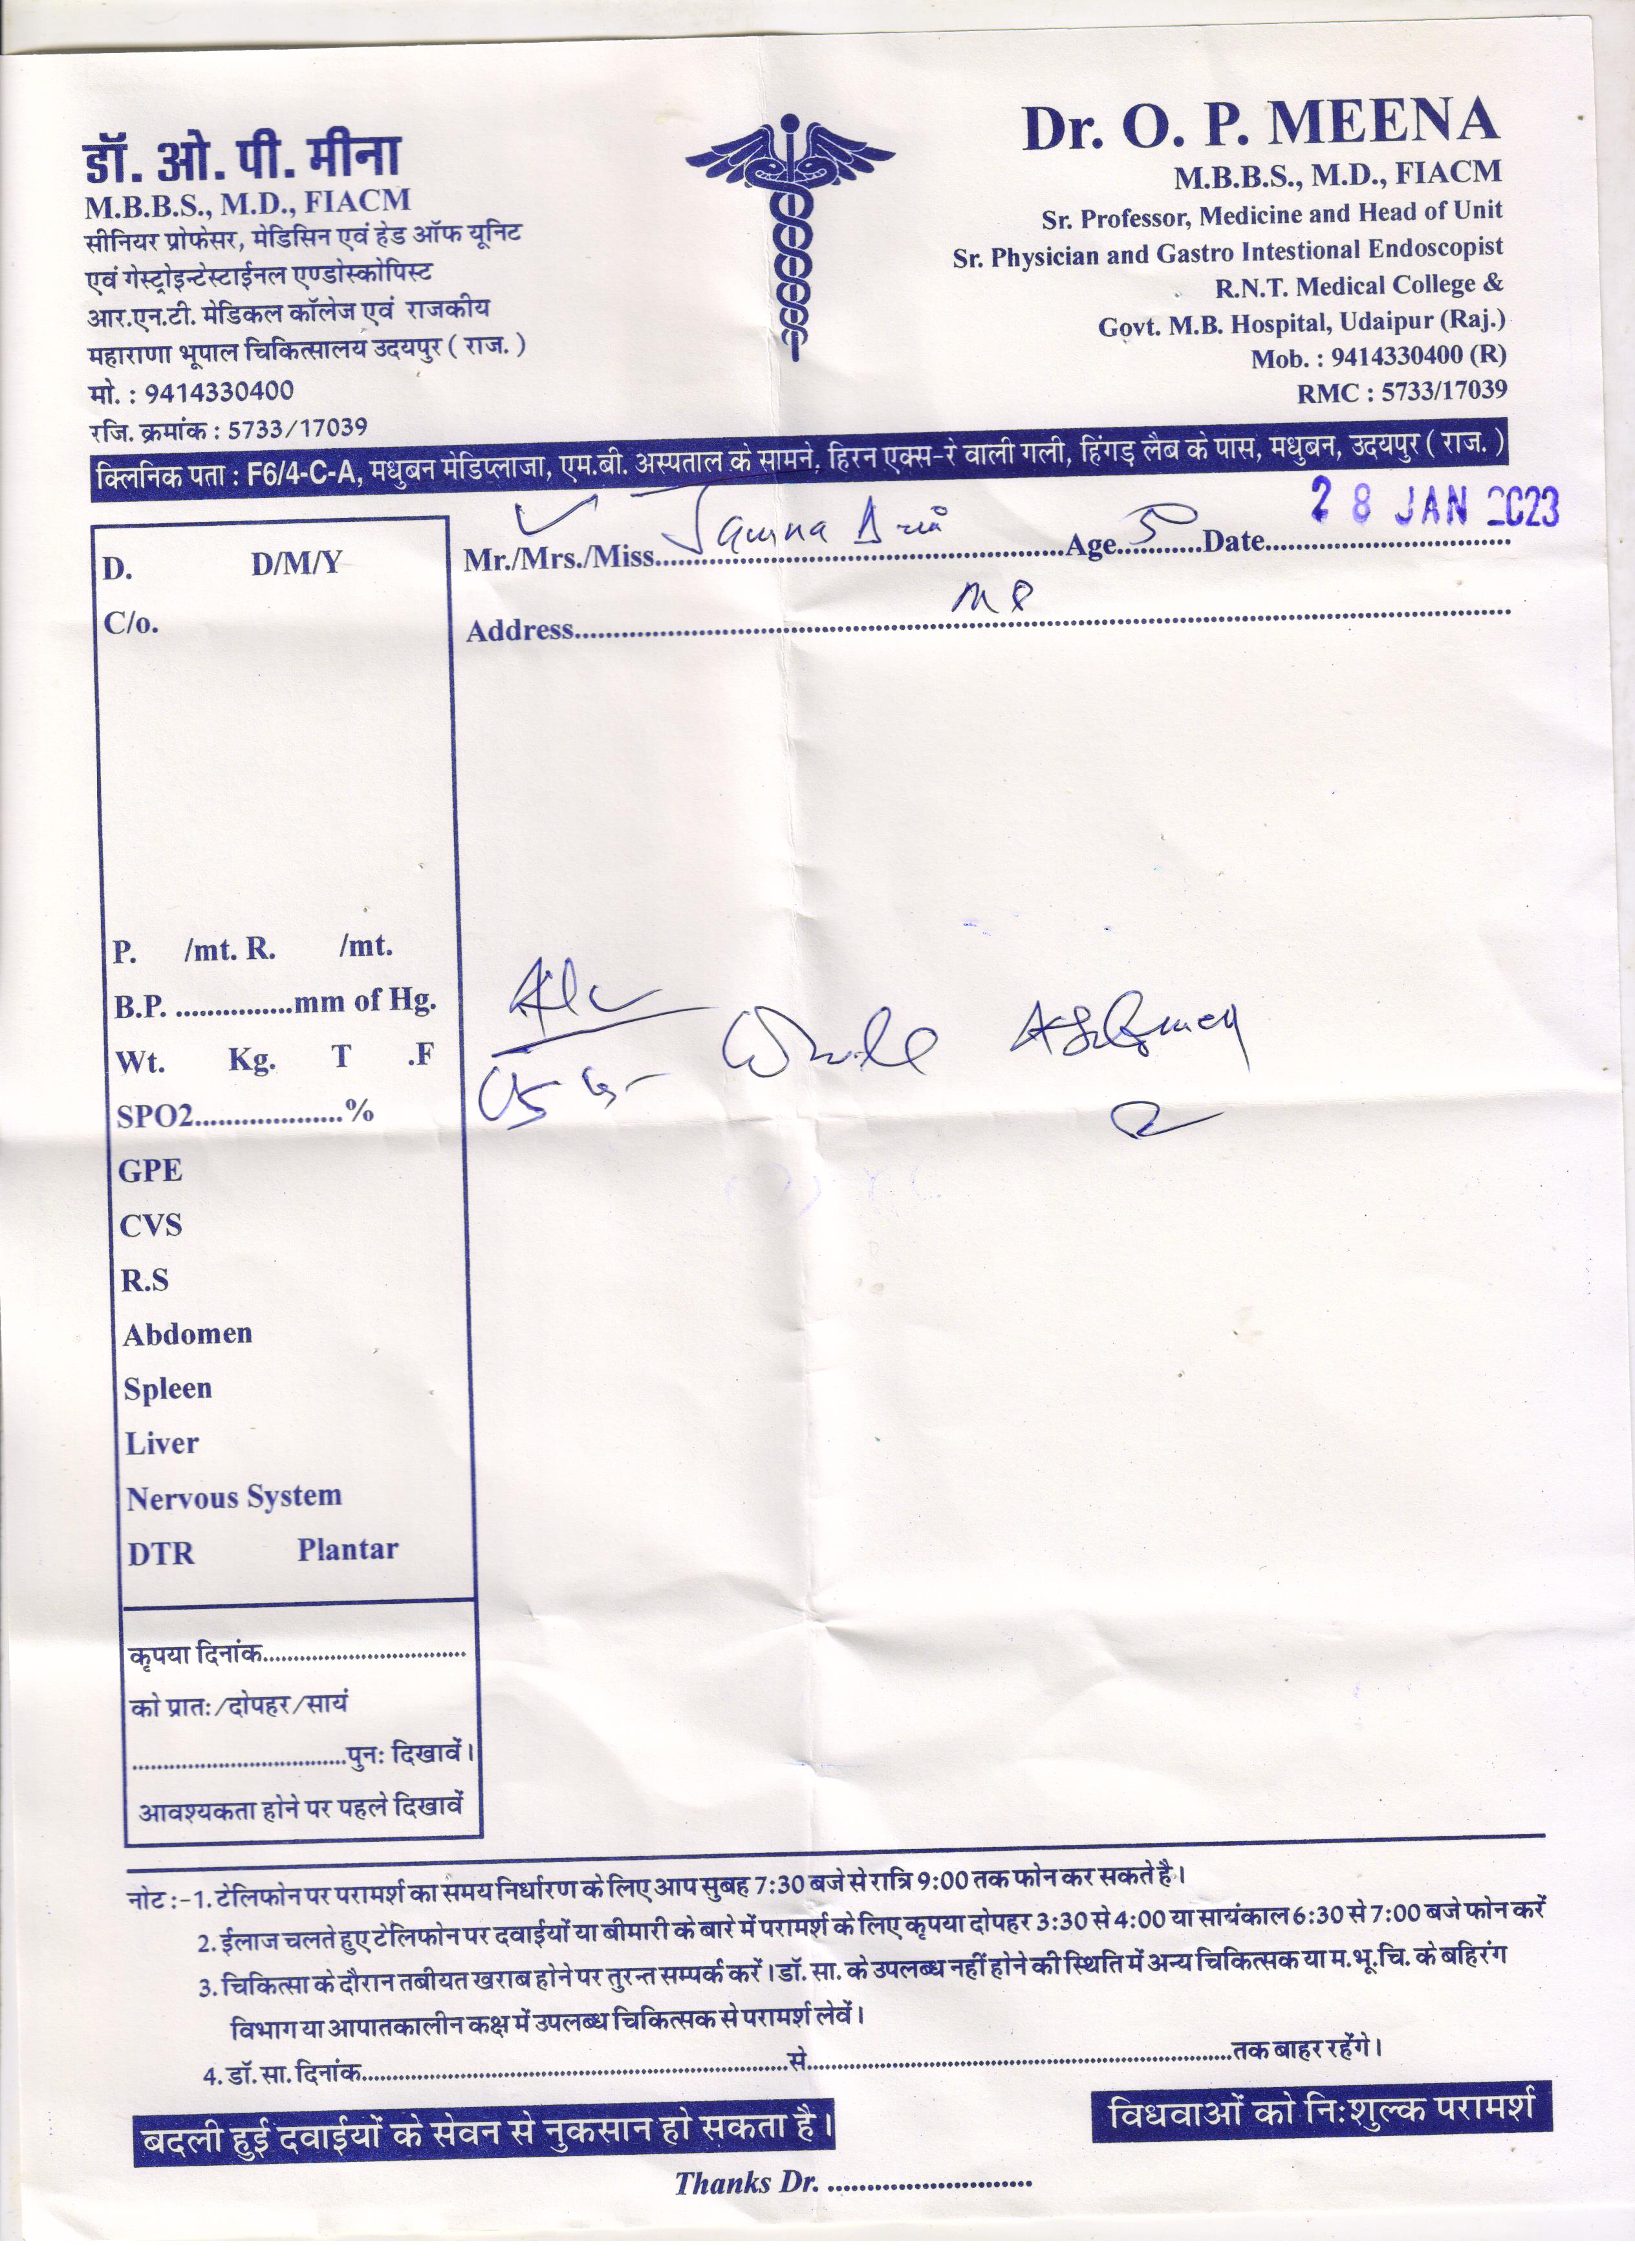 डॉ. ओ. पी. मीना
M.B.B.S., M.D., FIACM
सीनियर प्रोफेसर, मेडिसिन एवं हेड ऑफ यूनिट
एवं गेस्ट्रोइन्टेस्टाईनल एण्डोस्कोपिस्ट
आर.एन.टी. मेडिकल कॉलेज एवं राजकीय
महाराणा भूपाल चिकित्सालय उदयपुर ( राज. )
मो. : 9414330400
रजि. क्रमांक : 5733/17039
Dr. O. P. MEENA
M.B.B.S., M.D., FIACM
Sr. Professor, Medicine and Head of Unit
Sr. Physician and Gastro Intestional Endoscopist
R.N.T. Medical College &
Govt. M.B. Hospital, Udaipur (Raj.)
Mob. : 9414330400 (R)
RMC : 5733/17039
क्लिनिक पता : F6/4-C-A, मधुबन मेडिप्लाजा, एम.बी. अस्पताल के सामने, हिरन एक्स-रे वाली गली, हिंगड़ लैब के पास, मधुबन, उदयपुर ( राज. )
28 JAN 2023
Mr./Mrs./Miss. Jamna Age Date
Address
D. D/M/Y
C/o.
P. /mt. R. /mt.
B.P. ...............mm of Hg.
Wt. Kg. T .F
SPO2...................%
GPE
CVS
R.S
Abdomen
Spleen
Liver
Nervous System
DTR Plantar
Adv
Whole
कृपया दिनांक..................................
को प्रातः/दोपहर/सायं
....................................पुनः दिखावें।
आवश्यकता होने पर पहले दिखावें
नोट :-1. टेलिफोन पर परामर्श का समय निर्धारण के लिए आप सुबह 7:30 बजे से रात्रि 9:00 तक फोन कर सकते है।
2. ईलाज चलते हुए टेलिफोन पर दवाईयों या बीमारी के बारे में परामर्श के लिए कृपया दोपहर 3:30 से 4:00 या सायंकाल 6:30 से 7:00 बजे फोन करें
3. चिकित्सा के दौरान तबीयत खराब होने पर तुरन्त सम्पर्क करें। डॉ. सा. के उपलब्ध नहीं होने की स्थिति में अन्य चिकित्सक या म.भू.चि. के बहिरंग
विभाग या आपातकालीन कक्ष में उपलब्ध चिकित्सक से परामर्श लेवें।
4. डॉ. सा. दिनांक......................................................से......................................................तक बाहर रहेंगे।
बदली हुई दवाईयों के सेवन से नुकसान हो सकता है।
विधवाओं को निःशुल्क परामर्श
Thanks Dr. ..........................